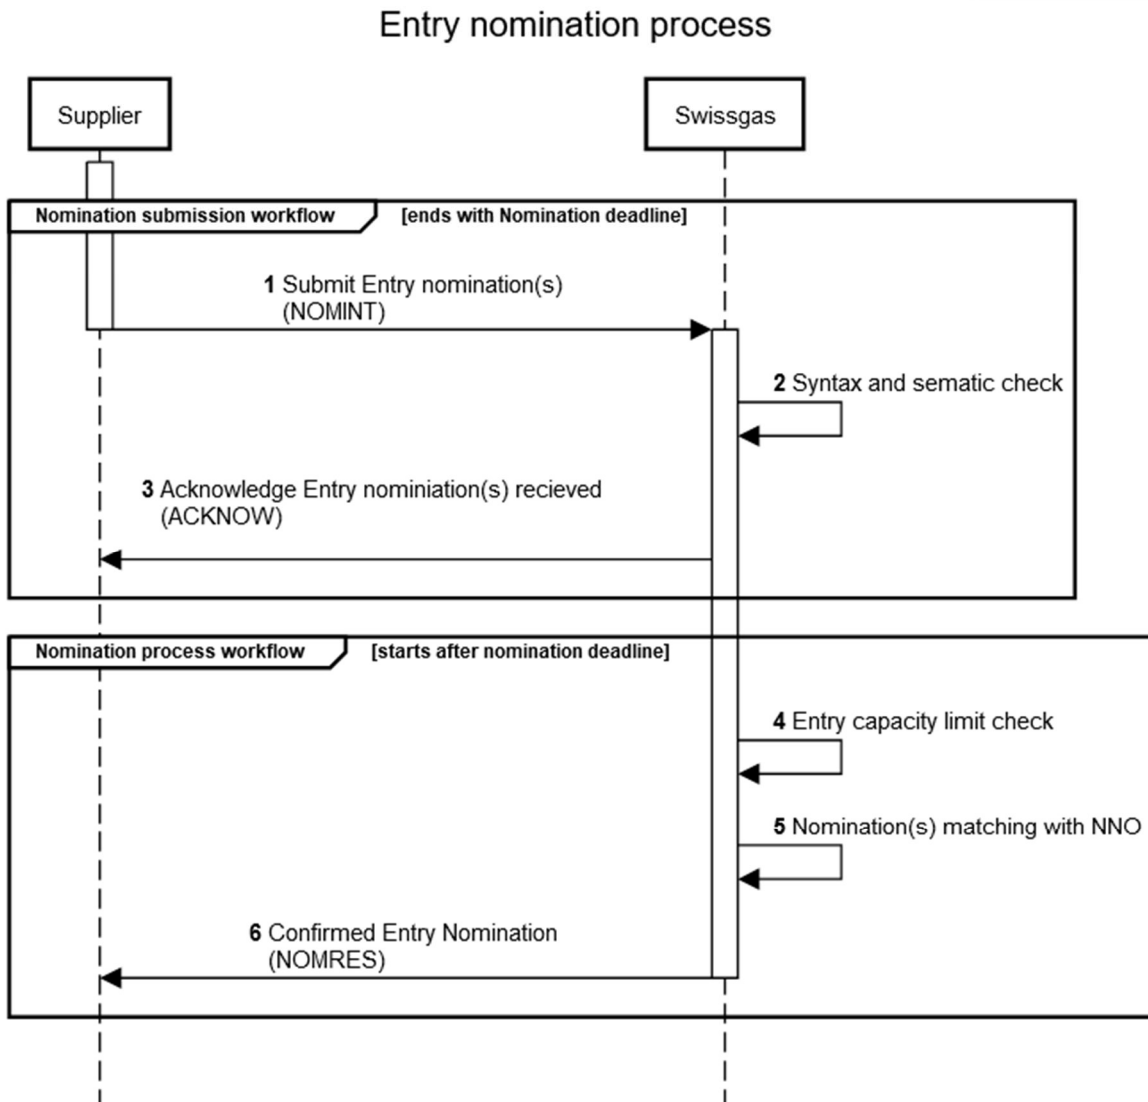 Entry nomination process
Supplier
Swissgas
Nomination submission workflow
[ends with Nomination deadline]
1 Submit Entry nomination(s)
(NOMINT)
2 Syntax and sematic check
3 Acknowledge Entry nominiation(s) recieved
(ACKNOW)
Nomination process workflow
[starts after nomination deadline]
4 Entry capacity limit check
5 Nomination(s) matching with NNO
6 Confirmed Entry Nomination
(NOMRES)